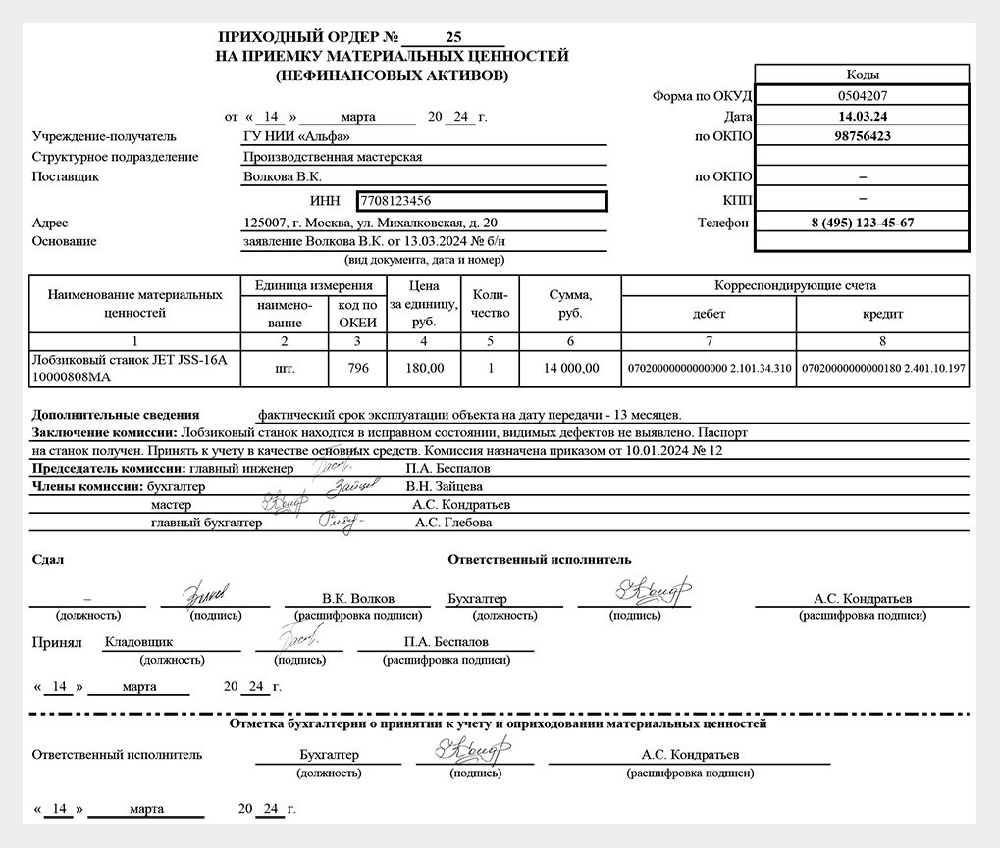 ПРИХОДНЫЙ ОРДЕР № 25
НА ПРИЕМКУ МАТЕРИАЛЬНЫХ ЦЕННОСТЕЙ
(НЕФИНАНСОВЫХ АКТИВОВ)
Коды
Форма по ОКУД 0504207
от « 14 » марта 20 24 г. Дата 14.03.24
Учреждение-получатель ГУ НИИ «Альфа» по ОКПО 98756423
Структурное подразделение Производственная мастерская
Поставщик Волкова В.К. по ОКПО –
ИНН 7708123456 КПП –
Адрес 125007, г. Москва, ул. Михалковская, д. 20 Телефон 8 (495) 123-45-67
Основание заявление Волкова В.К. от 13.03.2024 № б/н
(вид документа, дата и номер)
Наименование материальных ценностей Единица измерения Цена за единицу, руб. Коли-чество Сумма, руб. Корреспондирующие счета
наимено-вание код по ОКЕИ дебет кредит
1 2 3 4 5 6 7 8
Лобзиковый станок JET JSS-16A 10000808МА шт. 796 180,00 1 14 000,00 07020000000000000 2.101.34.310 07020000000000180 2.401.10.197
Дополнительные сведения фактический срок эксплуатации объекта на дату передачи - 13 месяцев.
Заключение комиссии: Лобзиковый станок находтся в исправном состоянии, видимых дефектов не выявлено. Паспорт
на станок получен. Принять к учету в качестве основных средств. Комиссия назначена приказом от 10.01.2024 № 12
Председатель комиссии: главный инженер П.А. Беспалов
Члены комиссии: бухгалтер Зайцев В.Н. Зайцева
мастер А.С. Кондратьев
главный бухгалтер А.С. Глебова
Сдал Ответственный исполнитель
– В.К. Волков Бухгалтер А.С. Кондратьев
(должность) (подпись) (расшифровка подписи) (должность) (подпись) (расшифровка подписи)
Принял Кладовщик П.А. Беспалов
(должность) (подпись) (расшифровка подписи)
« 14 » марта 20 24 г.
Отметка бухгалтерии о принятии к учету и оприходовании материальных ценностей
Ответственный исполнитель Бухгалтер А.С. Кондратьев
(должность) (подпись) (расшифровка подписи)
« 14 » марта 20 24 г.